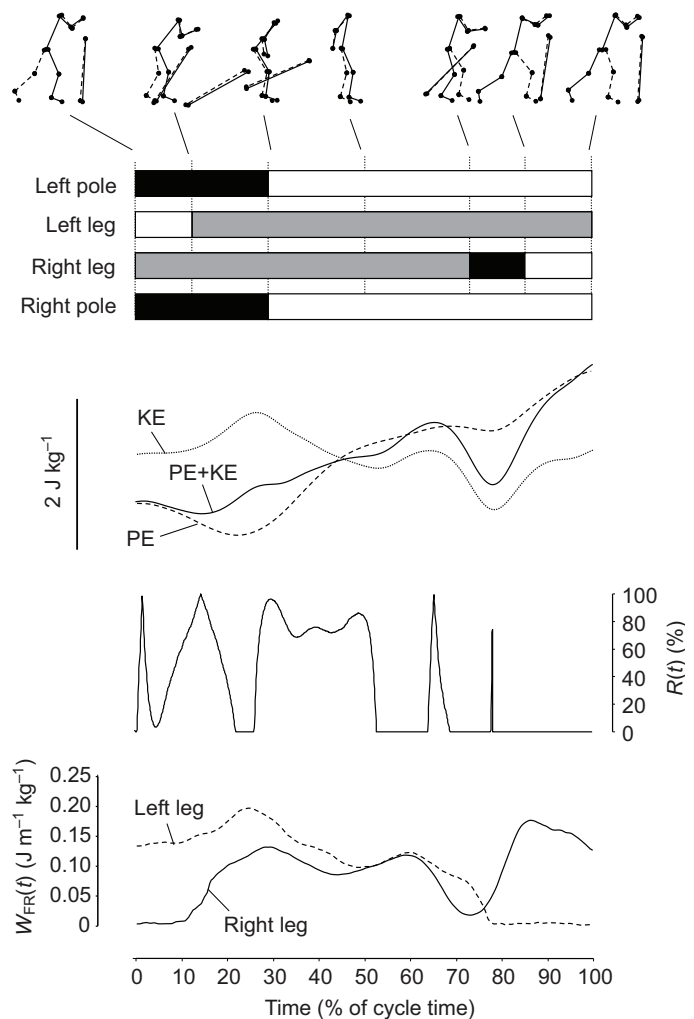 Left pole
Left leg
Right leg
Right pole
2 J kg⁻¹
KE
PE+KE
PE
100
80
60
40
20
0
R(t) (%)
W_FR(t) (J m⁻¹ kg⁻¹)
0.25
0.20
0.15
0.10
0.05
0
Left leg
Right leg
0 10 20 30 40 50 60 70 80 90 100
Time (% of cycle time)